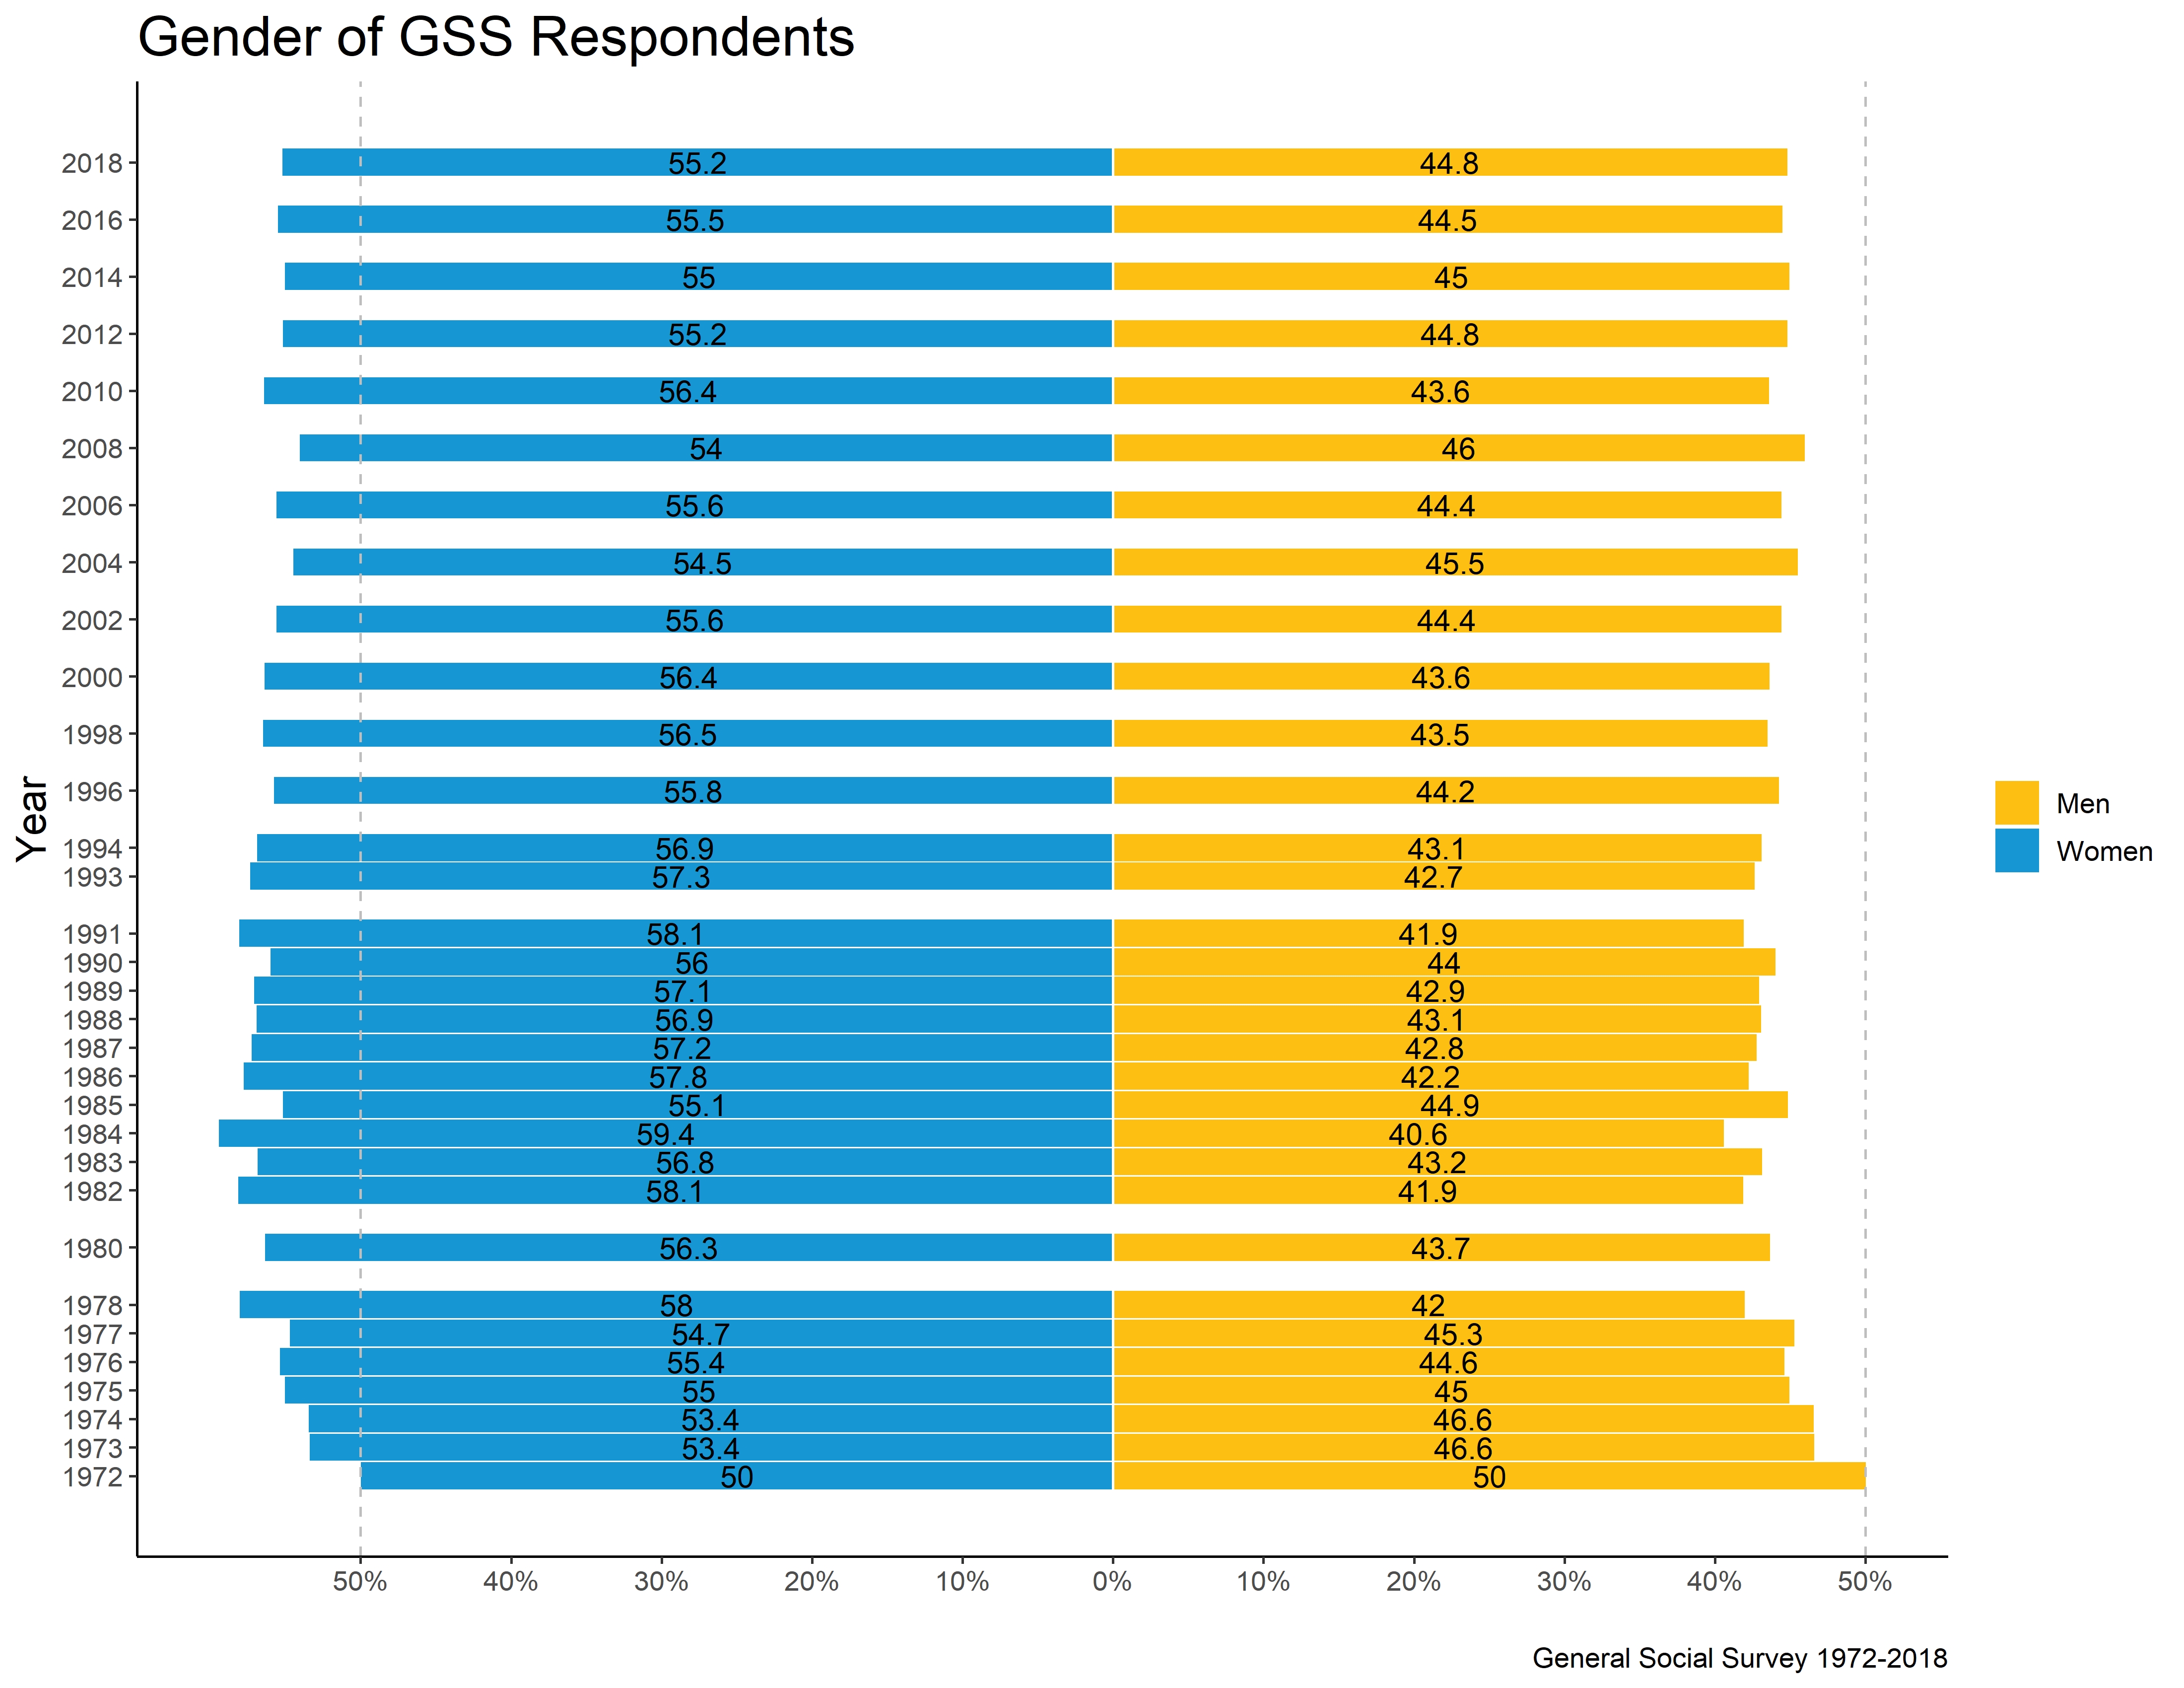 Gender of GSS Respondents
2018 55.2 44.8
2016 55.5 44.5
2014 55 45
2012 55.2 44.8
2010 56.4 43.6
2008 54 46
2006 55.6 44.4
2004 54.5 45.5
2002 55.6 44.4
2000 56.4 43.6
1998 56.5 43.5
1996 55.8 44.2
1994 56.9 43.1
1993 57.3 42.7
1991 58.1 41.9
1990 56 44
1989 57.1 42.9
1988 56.9 43.1
1987 57.2 42.8
1986 57.8 42.2
1985 55.1 44.9
1984 59.4 40.6
1983 56.8 43.2
1982 58.1 41.9
1980 56.3 43.7
1978 58 42
1977 54.7 45.3
1976 55.4 44.6
1975 55 45
1974 53.4 46.6
1973 53.4 46.6
1972 50 50
Year
50% 40% 30% 20% 10% 0% 10% 20% 30% 40% 50%
Men
Women
General Social Survey 1972-2018